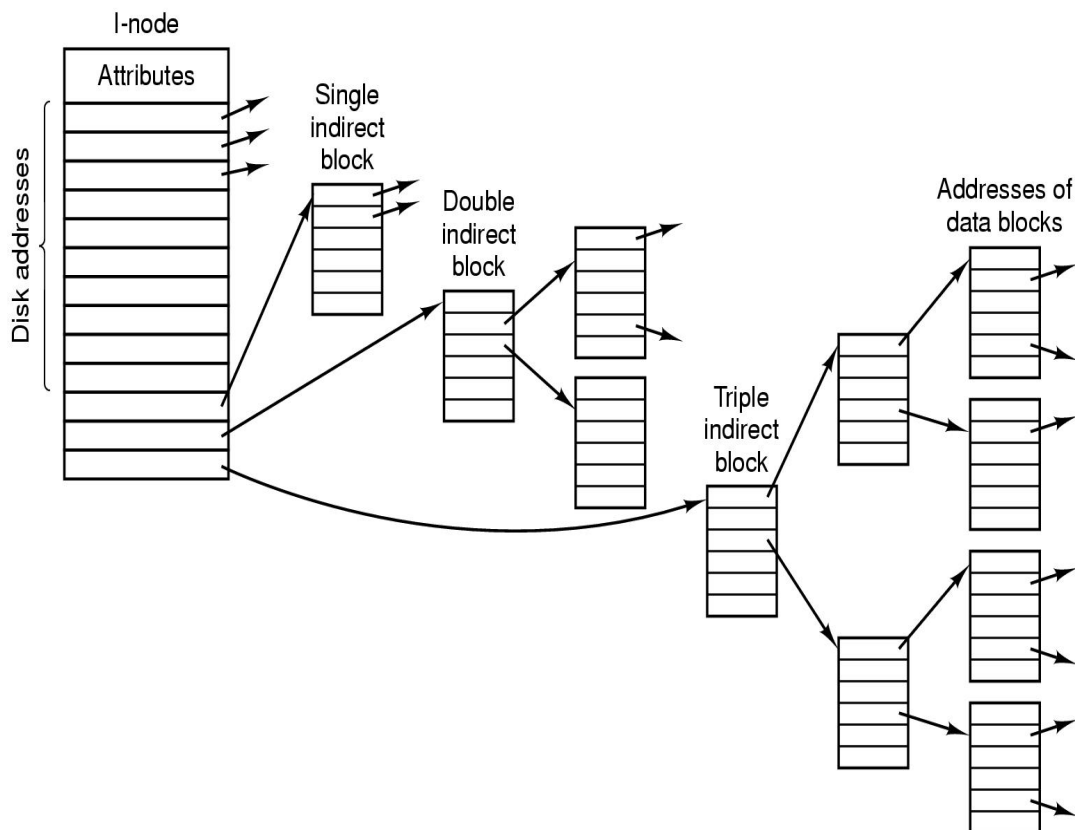 I-node
Attributes
Disk addresses
Single
indirect
block
Double
indirect
block
Triple
indirect
block
Addresses of
data blocks